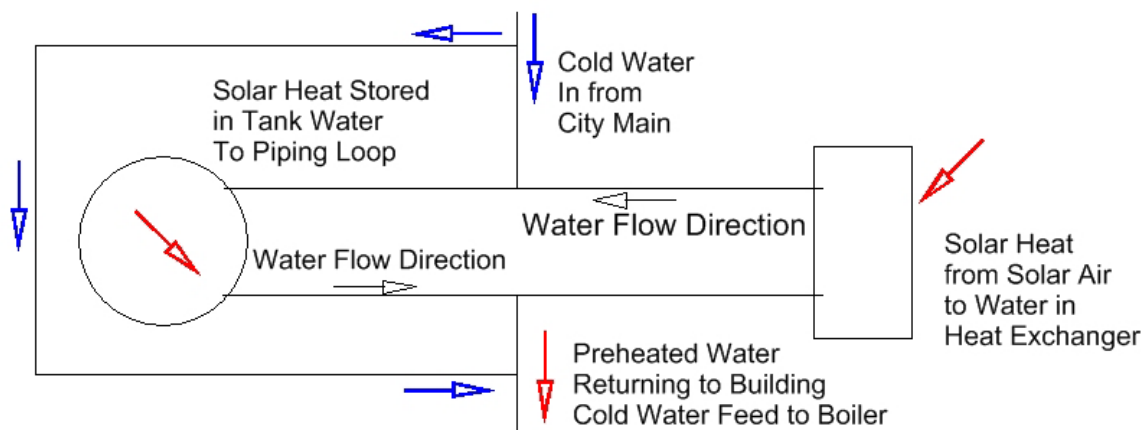 Solar Heat Stored
in Tank Water
To Piping Loop
Cold Water
In from
City Main
Water Flow Direction
Water Flow Direction
Solar Heat
from Solar Air
to Water in
Heat Exchanger
Preheated Water
Returning to Building
Cold Water Feed to Boiler